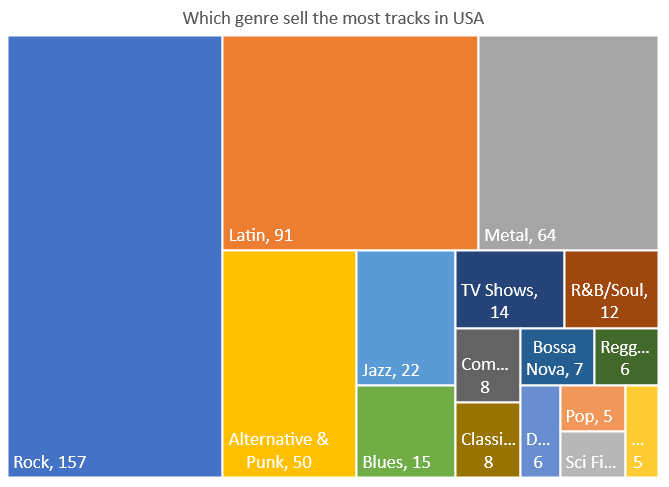 Which genre sell the most tracks in USA
Rock, 157
Latin, 91
Metal, 64
Alternative &
Punk, 50
Jazz, 22
Blues, 15
TV Shows,
14
R&B/Soul,
12
Com...
8
Classi...
8
Bossa
Nova, 7
Regg...
6
D...
6
Pop, 5
Sci Fi...
...
5